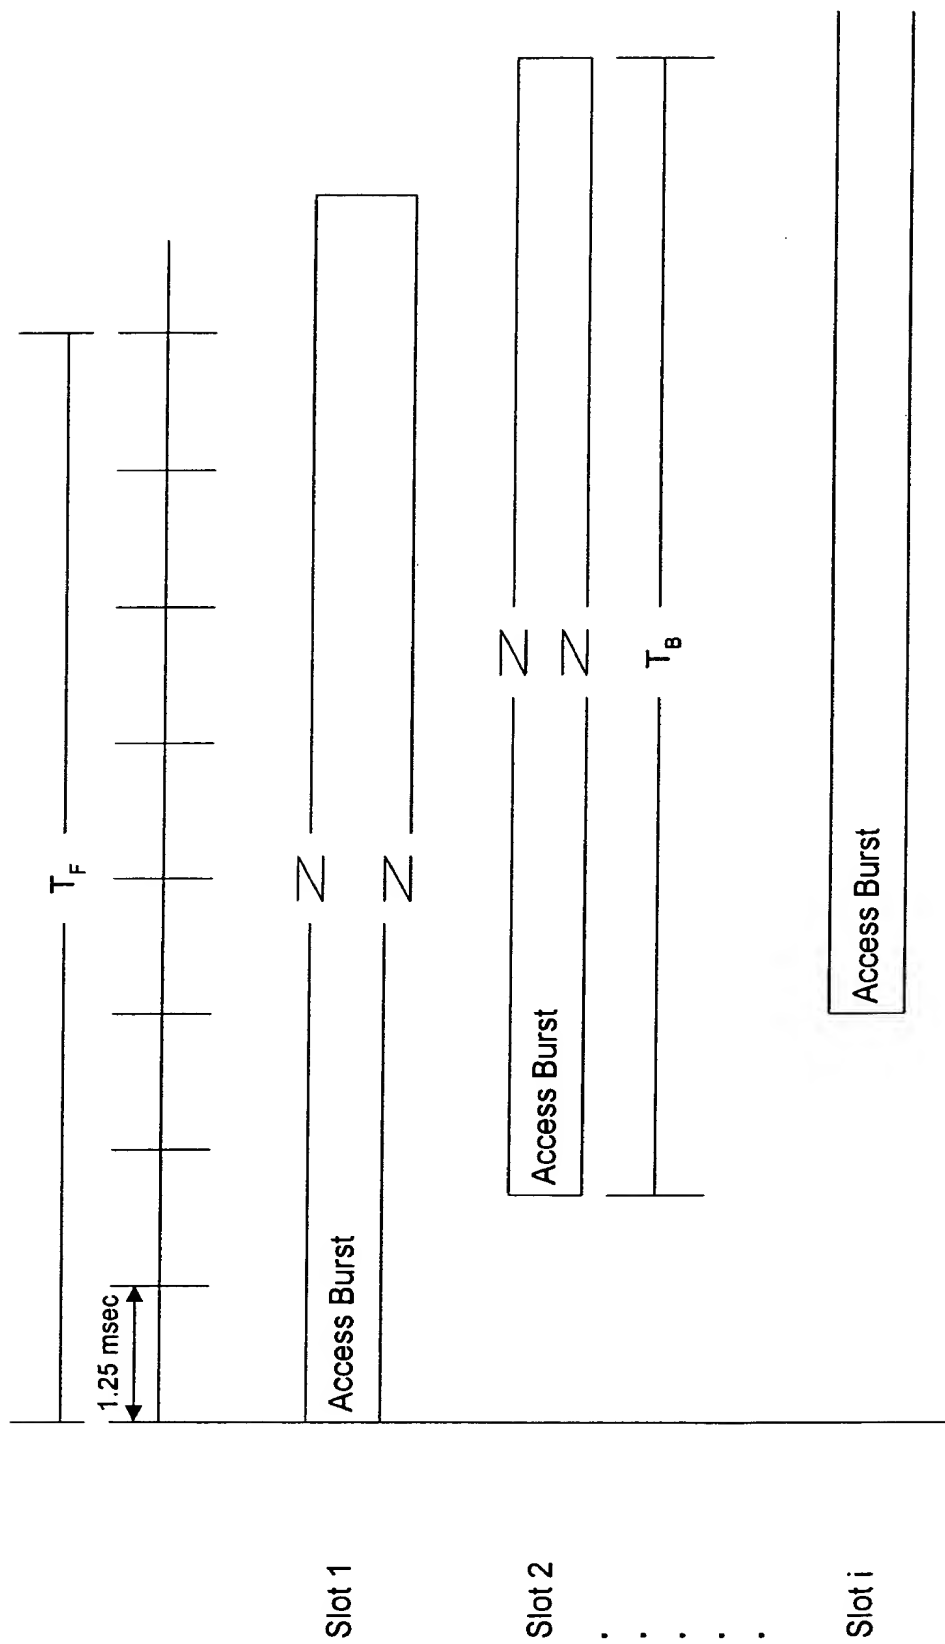 T_F
1.25 msec
Slot 1
Access Burst
Slot 2
Access Burst
T_B
. . . . .
Slot i
Access Burst